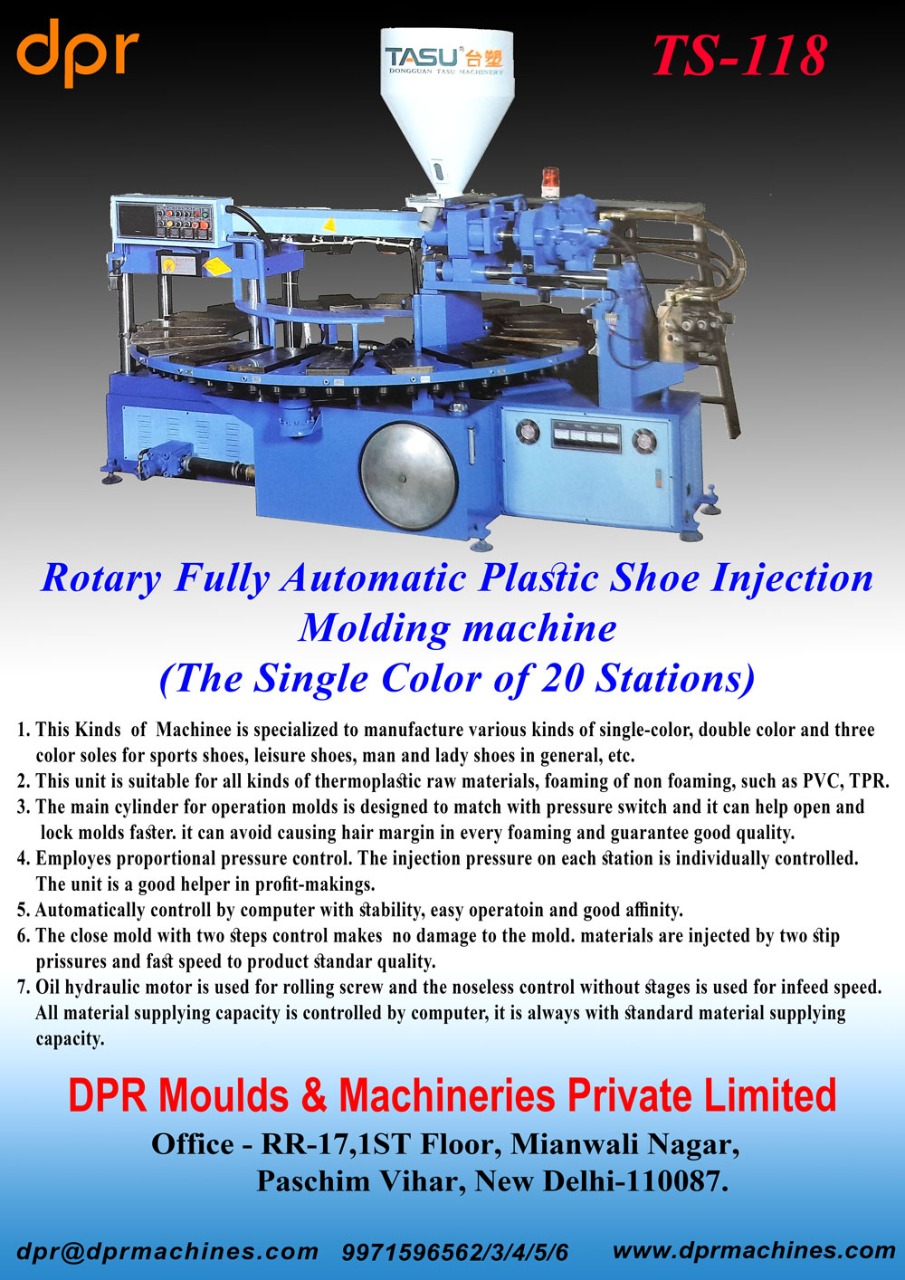 dpr
TASU® 台塑
DONGGUAN TASU MACHINERY
TS-118
Rotary Fully Automatic Plastic Shoe Injection
Molding machine
(The Single Color of 20 Stations)
1. This Kinds of Machinee is specialized to manufacture various kinds of single-color, double color and three
color soles for sports shoes, leisure shoes, man and lady shoes in general, etc.
2. This unit is suitable for all kinds of thermoplastic raw materials, foaming of non foaming, such as PVC, TPR.
3. The main cylinder for operation molds is designed to match with pressure switch and it can help open and
lock molds faster. it can avoid causing hair margin in every foaming and guarantee good quality.
4. Employes proportional pressure control. The injection pressure on each station is individually controlled.
The unit is a good helper in profit-makings.
5. Automatically controll by computer with stability, easy operatoin and good affinity.
6. The close mold with two steps control makes no damage to the mold. materials are injected by two stip
prissures and fast speed to product standar quality.
7. Oil hydraulic motor is used for rolling screw and the noseless control without stages is used for infeed speed.
All material supplying capacity is controlled by computer, it is always with standard material supplying
capacity.
DPR Moulds & Machineries Private Limited
Office - RR-17,1ST Floor, Mianwali Nagar,
Paschim Vihar, New Delhi-110087.
dpr@dprmachines.com 9971596562/3/4/5/6 www.dprmachines.com